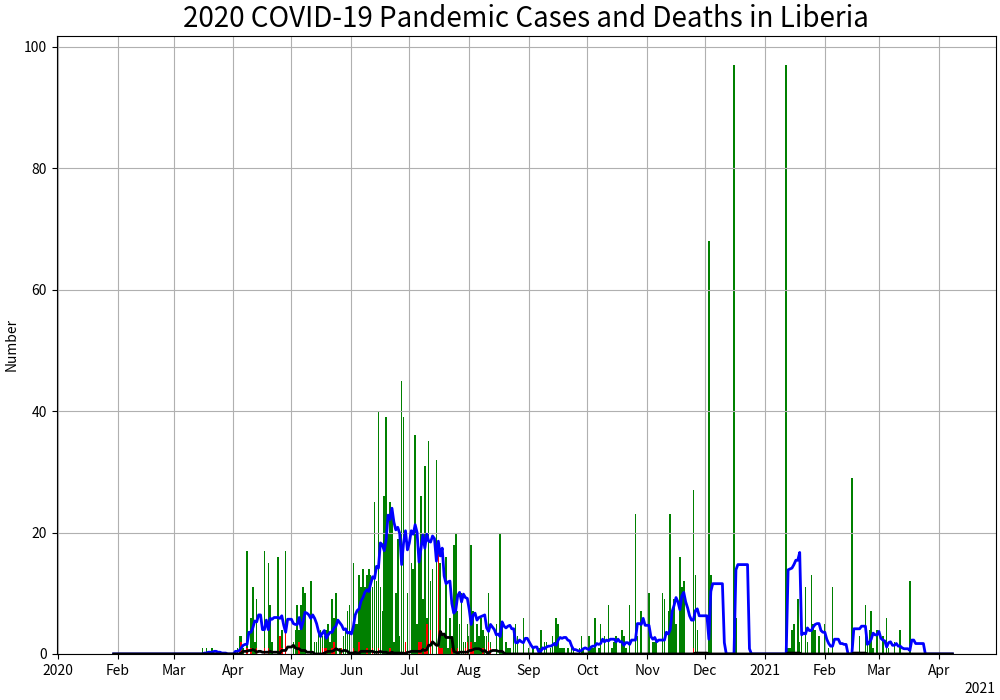 2020 COVID-19 Pandemic Cases and Deaths in Liberia
Number
100
80
60
40
20
0
2020 Feb Mar Apr May Jun Jul Aug Sep Oct Nov Dec 2021 Feb Mar Apr
2021